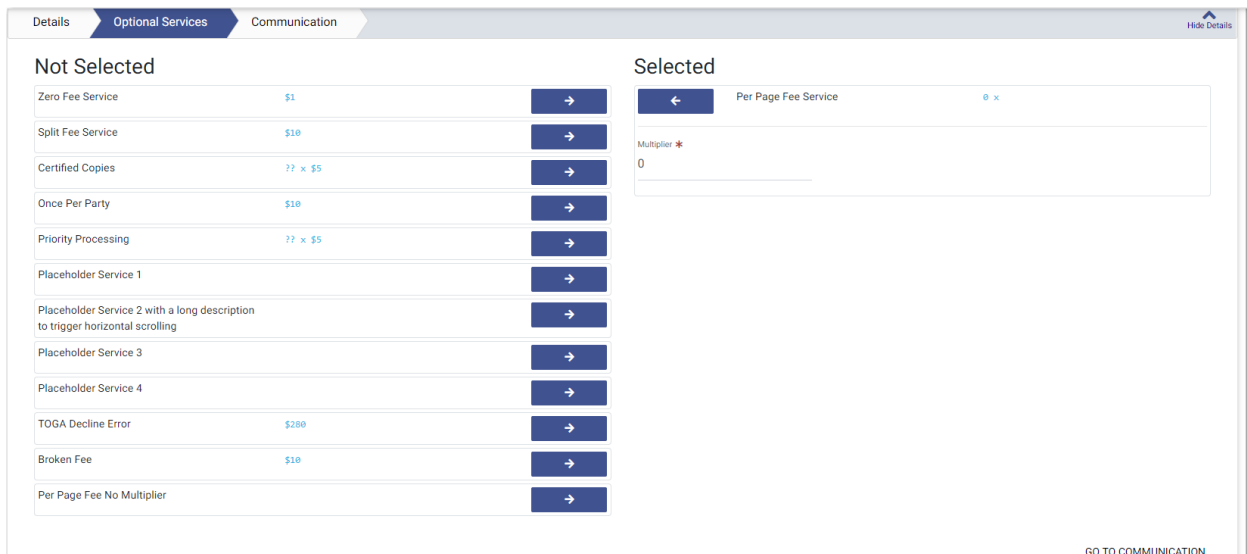 Details
Optional Services
Communication
Hide Details
Not Selected
Zero Fee Service $1
Split Fee Service $10
Certified Copies ?? x $5
Once Per Party $10
Priority Processing ?? x $5
Placeholder Service 1
Placeholder Service 2 with a long description
to trigger horizontal scrolling
Placeholder Service 3
Placeholder Service 4
TOGA Decline Error $280
Broken Fee $10
Per Page Fee No Multiplier
Selected
Per Page Fee Service 0 x
Multiplier *
0
GO TO COMMUNICATION